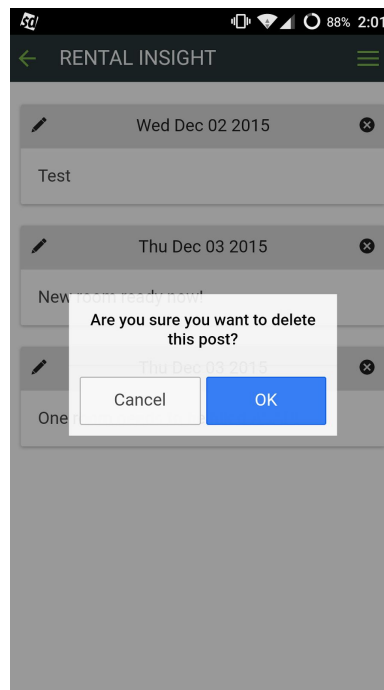 88% 2:01
RENTAL INSIGHT
Wed Dec 02 2015
Test
Thu Dec 03 2015
New room ready now!
Are you sure you want to delete
this post?
Thu Dec 03 2015
Cancel
OK
One